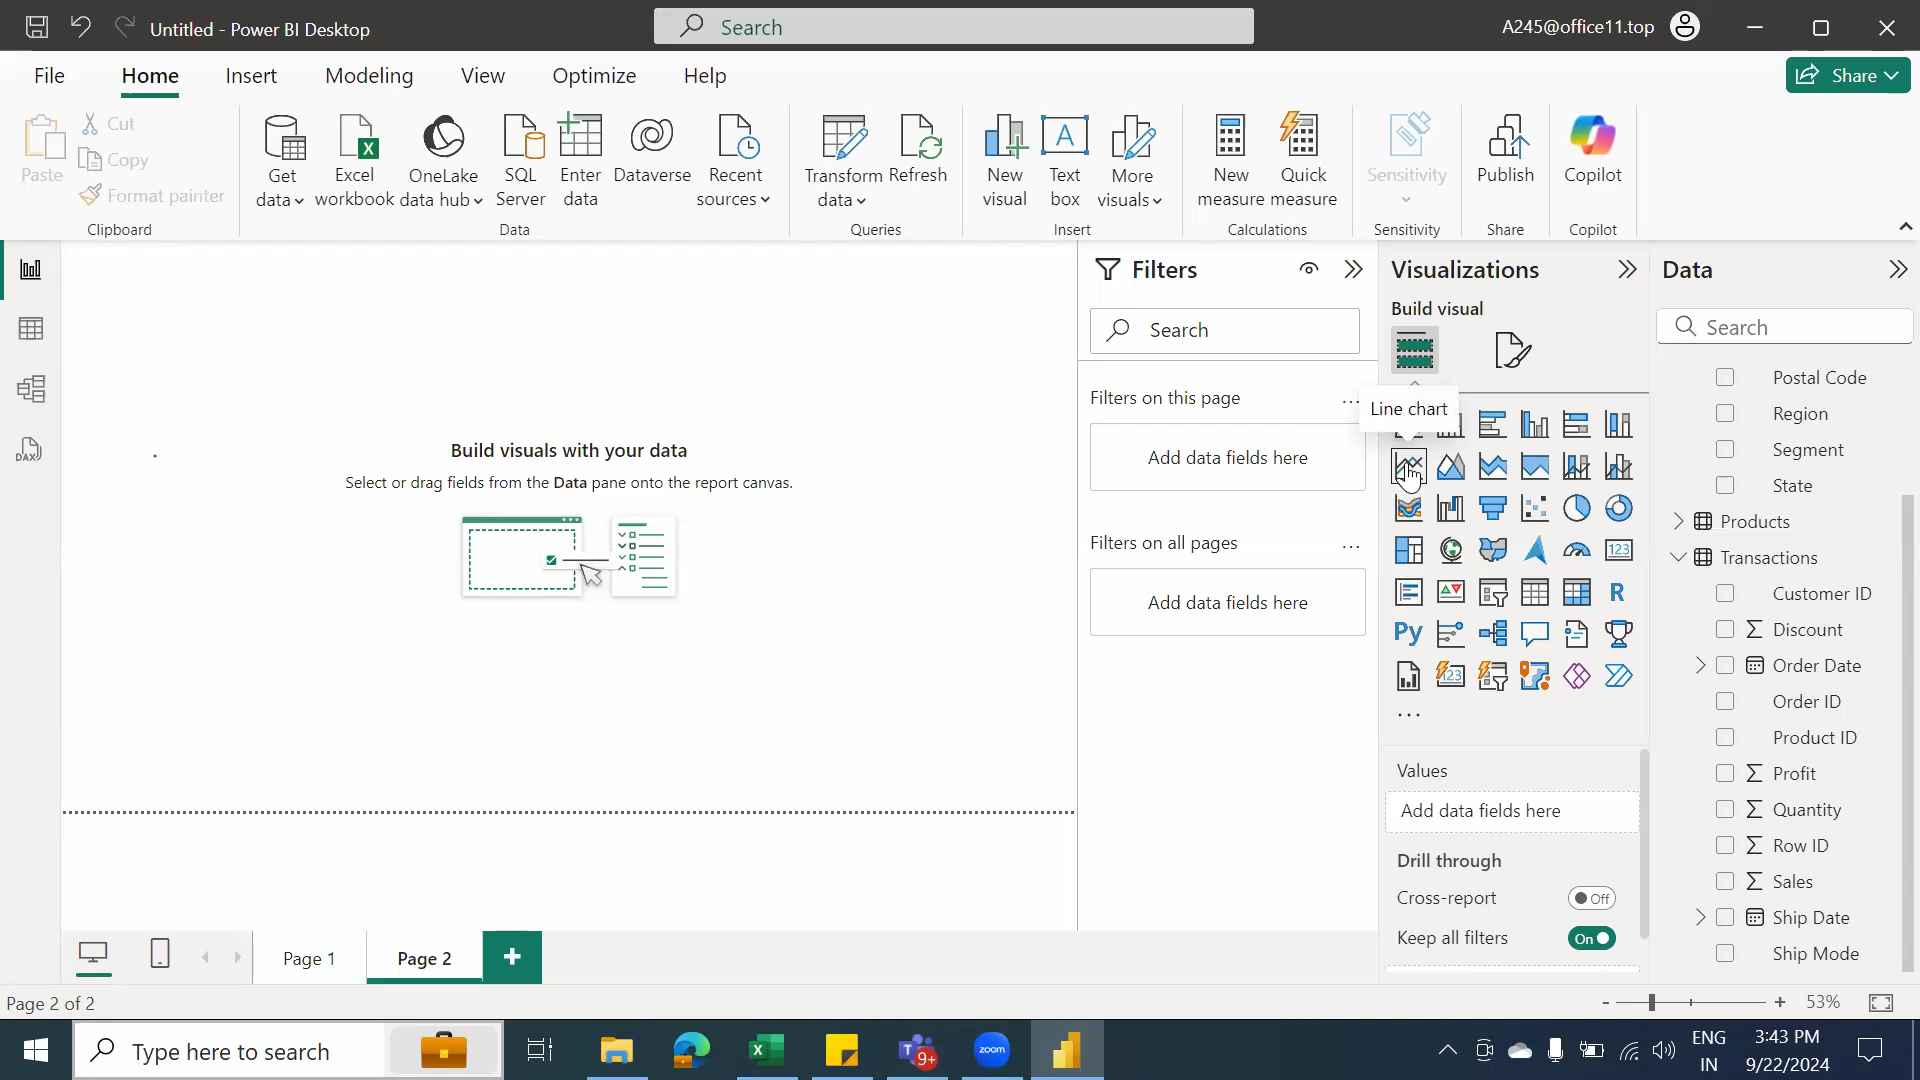 Untitled - Power BI Desktop
Search
A245@office11.top
File
Home
Insert
Modeling
View
Optimize
Help
Share
Paste
Cut
Copy
Format painter
Clipboard
Get data
Excel workbook
OneLake data hub
SQL Server
Enter data
Dataverse
Recent sources
Data
Transform data
Refresh
Queries
New visual
Text box
More visuals
Insert
New measure
Quick measure
Calculations
Sensitivity
Sensitivity
Publish
Share
Copilot
Copilot
Build visuals with your data
Select or drag fields from the Data pane onto the report canvas.
Filters
Search
Filters on this page
...
Add data fields here
Filters on all pages
...
Add data fields here
Visualizations
Build visual
Line chart
123
R
Py
123
...
Values
Add data fields here
Drill through
Cross-report
Off
Keep all filters
On
Data
Search
Postal Code
Region
Segment
State
Products
Transactions
Customer ID
Discount
Order Date
Order ID
Product ID
Profit
Quantity
Row ID
Sales
Ship Date
Ship Mode
DAX
Page 1
Page 2
+
Page 2 of 2
- + 53%
Type here to search
9+
zoom
ENG
IN
3:43 PM
9/22/2024